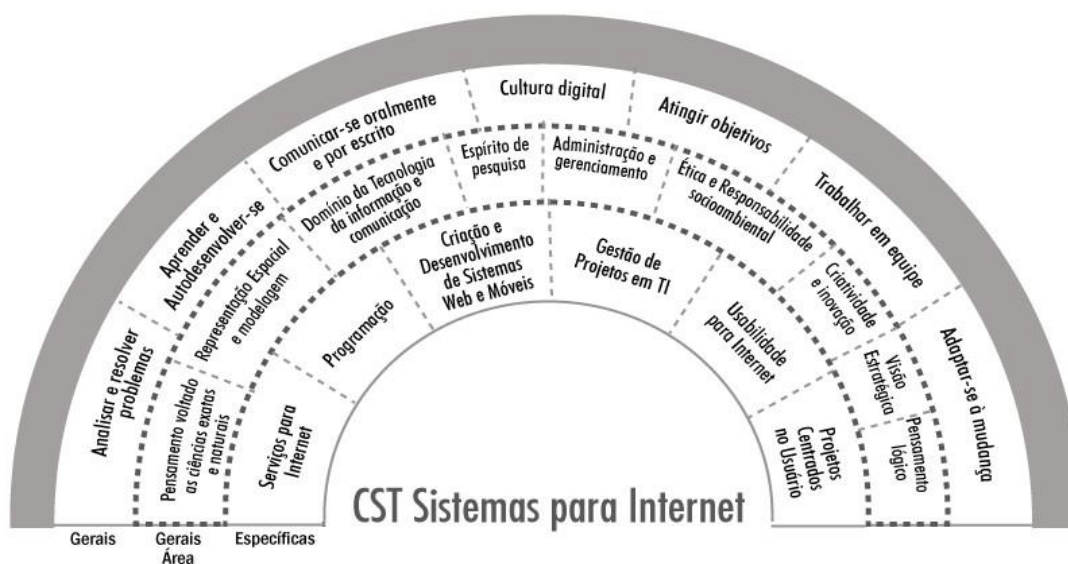 Analisar e resolver
problemas
Aprender e
Autodesenvolver-se
Comunicar-se oralmente
e por escrito
Cultura digital
Atingir objetivos
Trabalhar em equipe
Adaptar-se à mudança
Pensamento voltado
as ciências exatas
e naturais
Representação Espacial
e modelagem
Domínio da Tecnologia
da informação e
comunicação
Espírito de
pesquisa
Administração e
gerenciamento
Ética e Responsabilidade
socioambiental
Criatividade
e inovação
Visão
Estratégica
Pensamento
lógico
Serviços para
Internet
Programação
Criação e
Desenvolvimento
de Sistemas
Web e Móveis
Gestão de
Projetos em TI
Usabilidade
para Internet
Projetos
Centrados
no Usuário
CST Sistemas para Internet
Gerais
Gerais
Área
Específicas